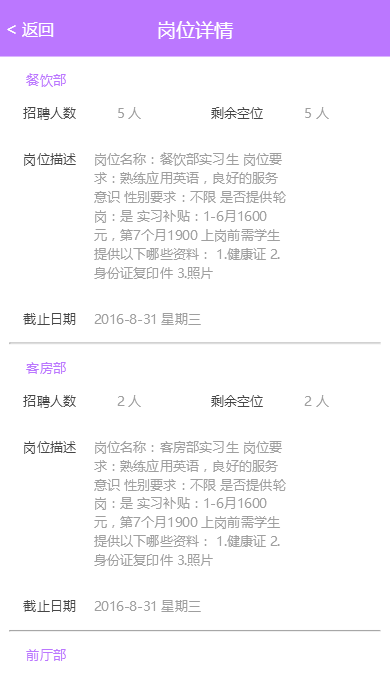 < 返回 岗位详情
餐饮部
招聘人数 5 人 剩余空位 5 人
岗位描述 岗位名称：餐饮部实习生 岗位要
求：熟练应用英语，良好的服务
意识 性别要求：不限 是否提供轮
岗：是 实习补贴：1-6月1600
元，第7个月1900 上岗前需学生
提供以下哪些资料： 1.健康证 2.
身份证复印件 3.照片
截止日期 2016-8-31 星期三
客房部
招聘人数 2 人 剩余空位 2 人
岗位描述 岗位名称：客房部实习生 岗位要
求：熟练应用英语，良好的服务
意识 性别要求：不限 是否提供轮
岗：是 实习补贴：1-6月1600
元，第7个月1900 上岗前需学生
提供以下哪些资料： 1.健康证 2.
身份证复印件 3.照片
截止日期 2016-8-31 星期三
前厅部